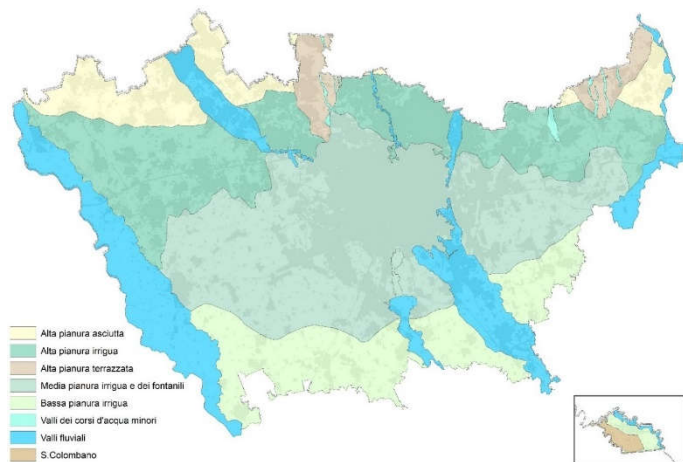 Alta pianura asciutta
Alta pianura irrigua
Alta pianura terrazzata
Media pianura irrigua e dei fontanili
Bassa pianura irrigua
Valli dei corsi d'acqua minori
Valli fluviali
S.Colombano